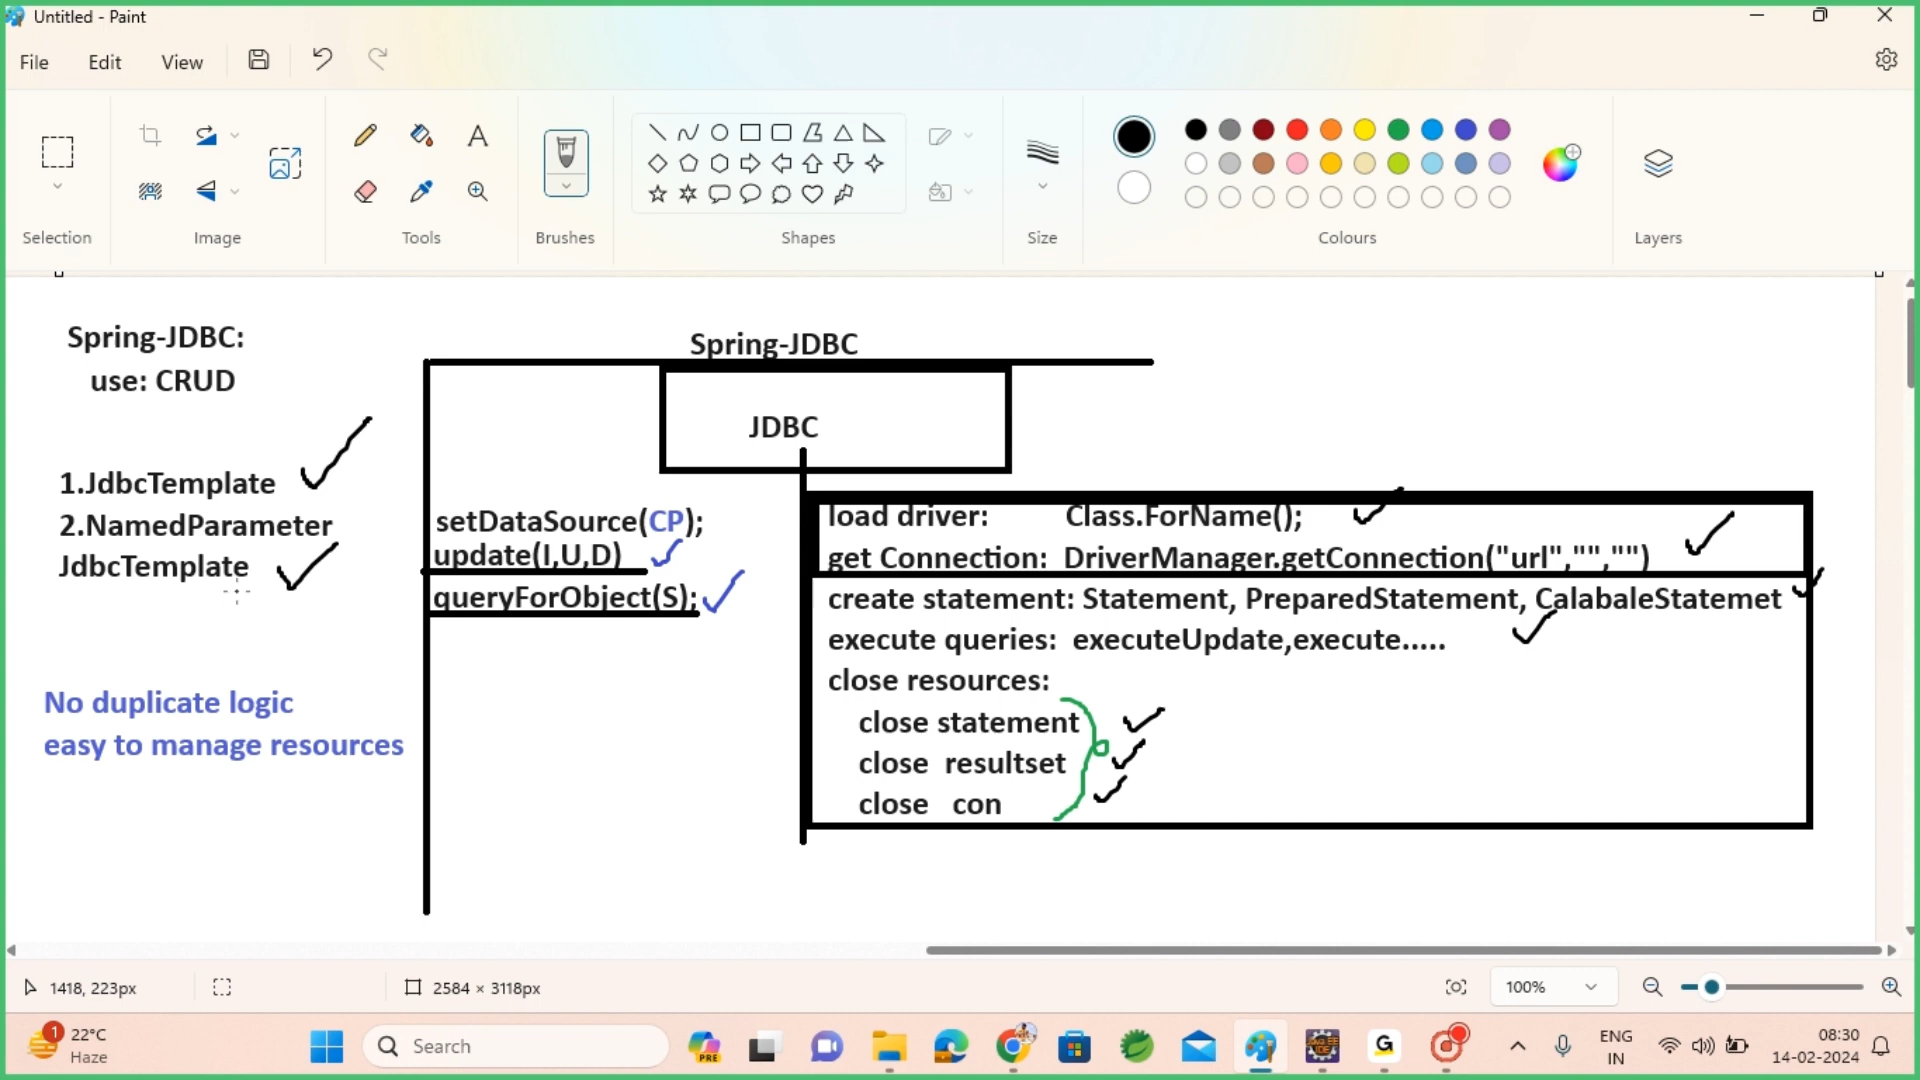 Untitled - Paint
File Edit View
Selection Image Tools Brushes Shapes Size Colours Layers
Spring-JDBC:
use: CRUD
1.JdbcTemplate
2.NamedParameter
JdbcTemplate
No duplicate logic
easy to manage resources
Spring-JDBC
JDBC
setDataSource(CP);
update(I,U,D)
queryForObject(S);
load driver: Class.ForName();
get Connection: DriverManager.getConnection("url","","")
create statement: Statement, PreparedStatement, CalabaleStatemet
execute queries: executeUpdate,execute.....
close resources:
close statement
close resultset
close con
1418, 223px
2584 × 3118px
100%
1
22°C
Haze
Search
PRE
G
ENG
IN
08:30
14-02-2024